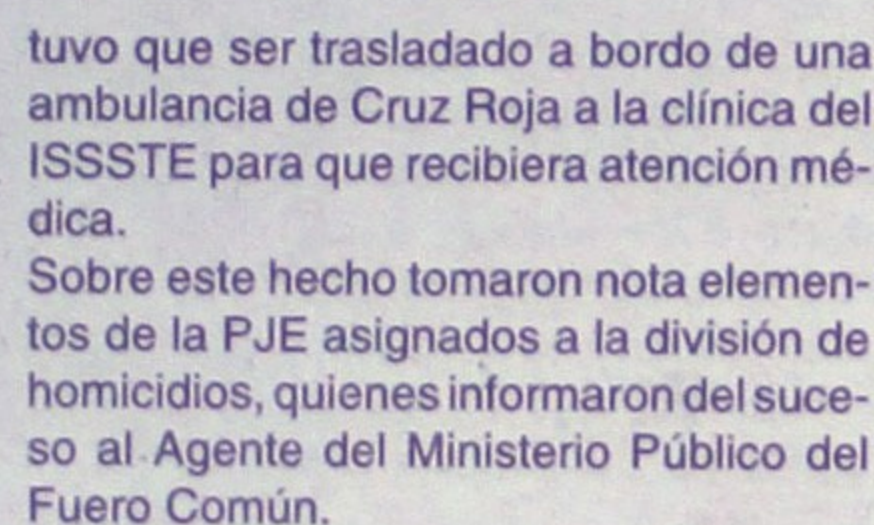 tuvo que ser trasladado a bordo de una
ambulancia de Cruz Roja a la clínica del
ISSSTE para que recibiera atención mé-
dica.
Sobre este hecho tomaron nota elemen-
tos de la PJE asignados a la división de
homicidios, quienes informaron del suce-
so al Agente del Ministerio Público del
Fuero Común.